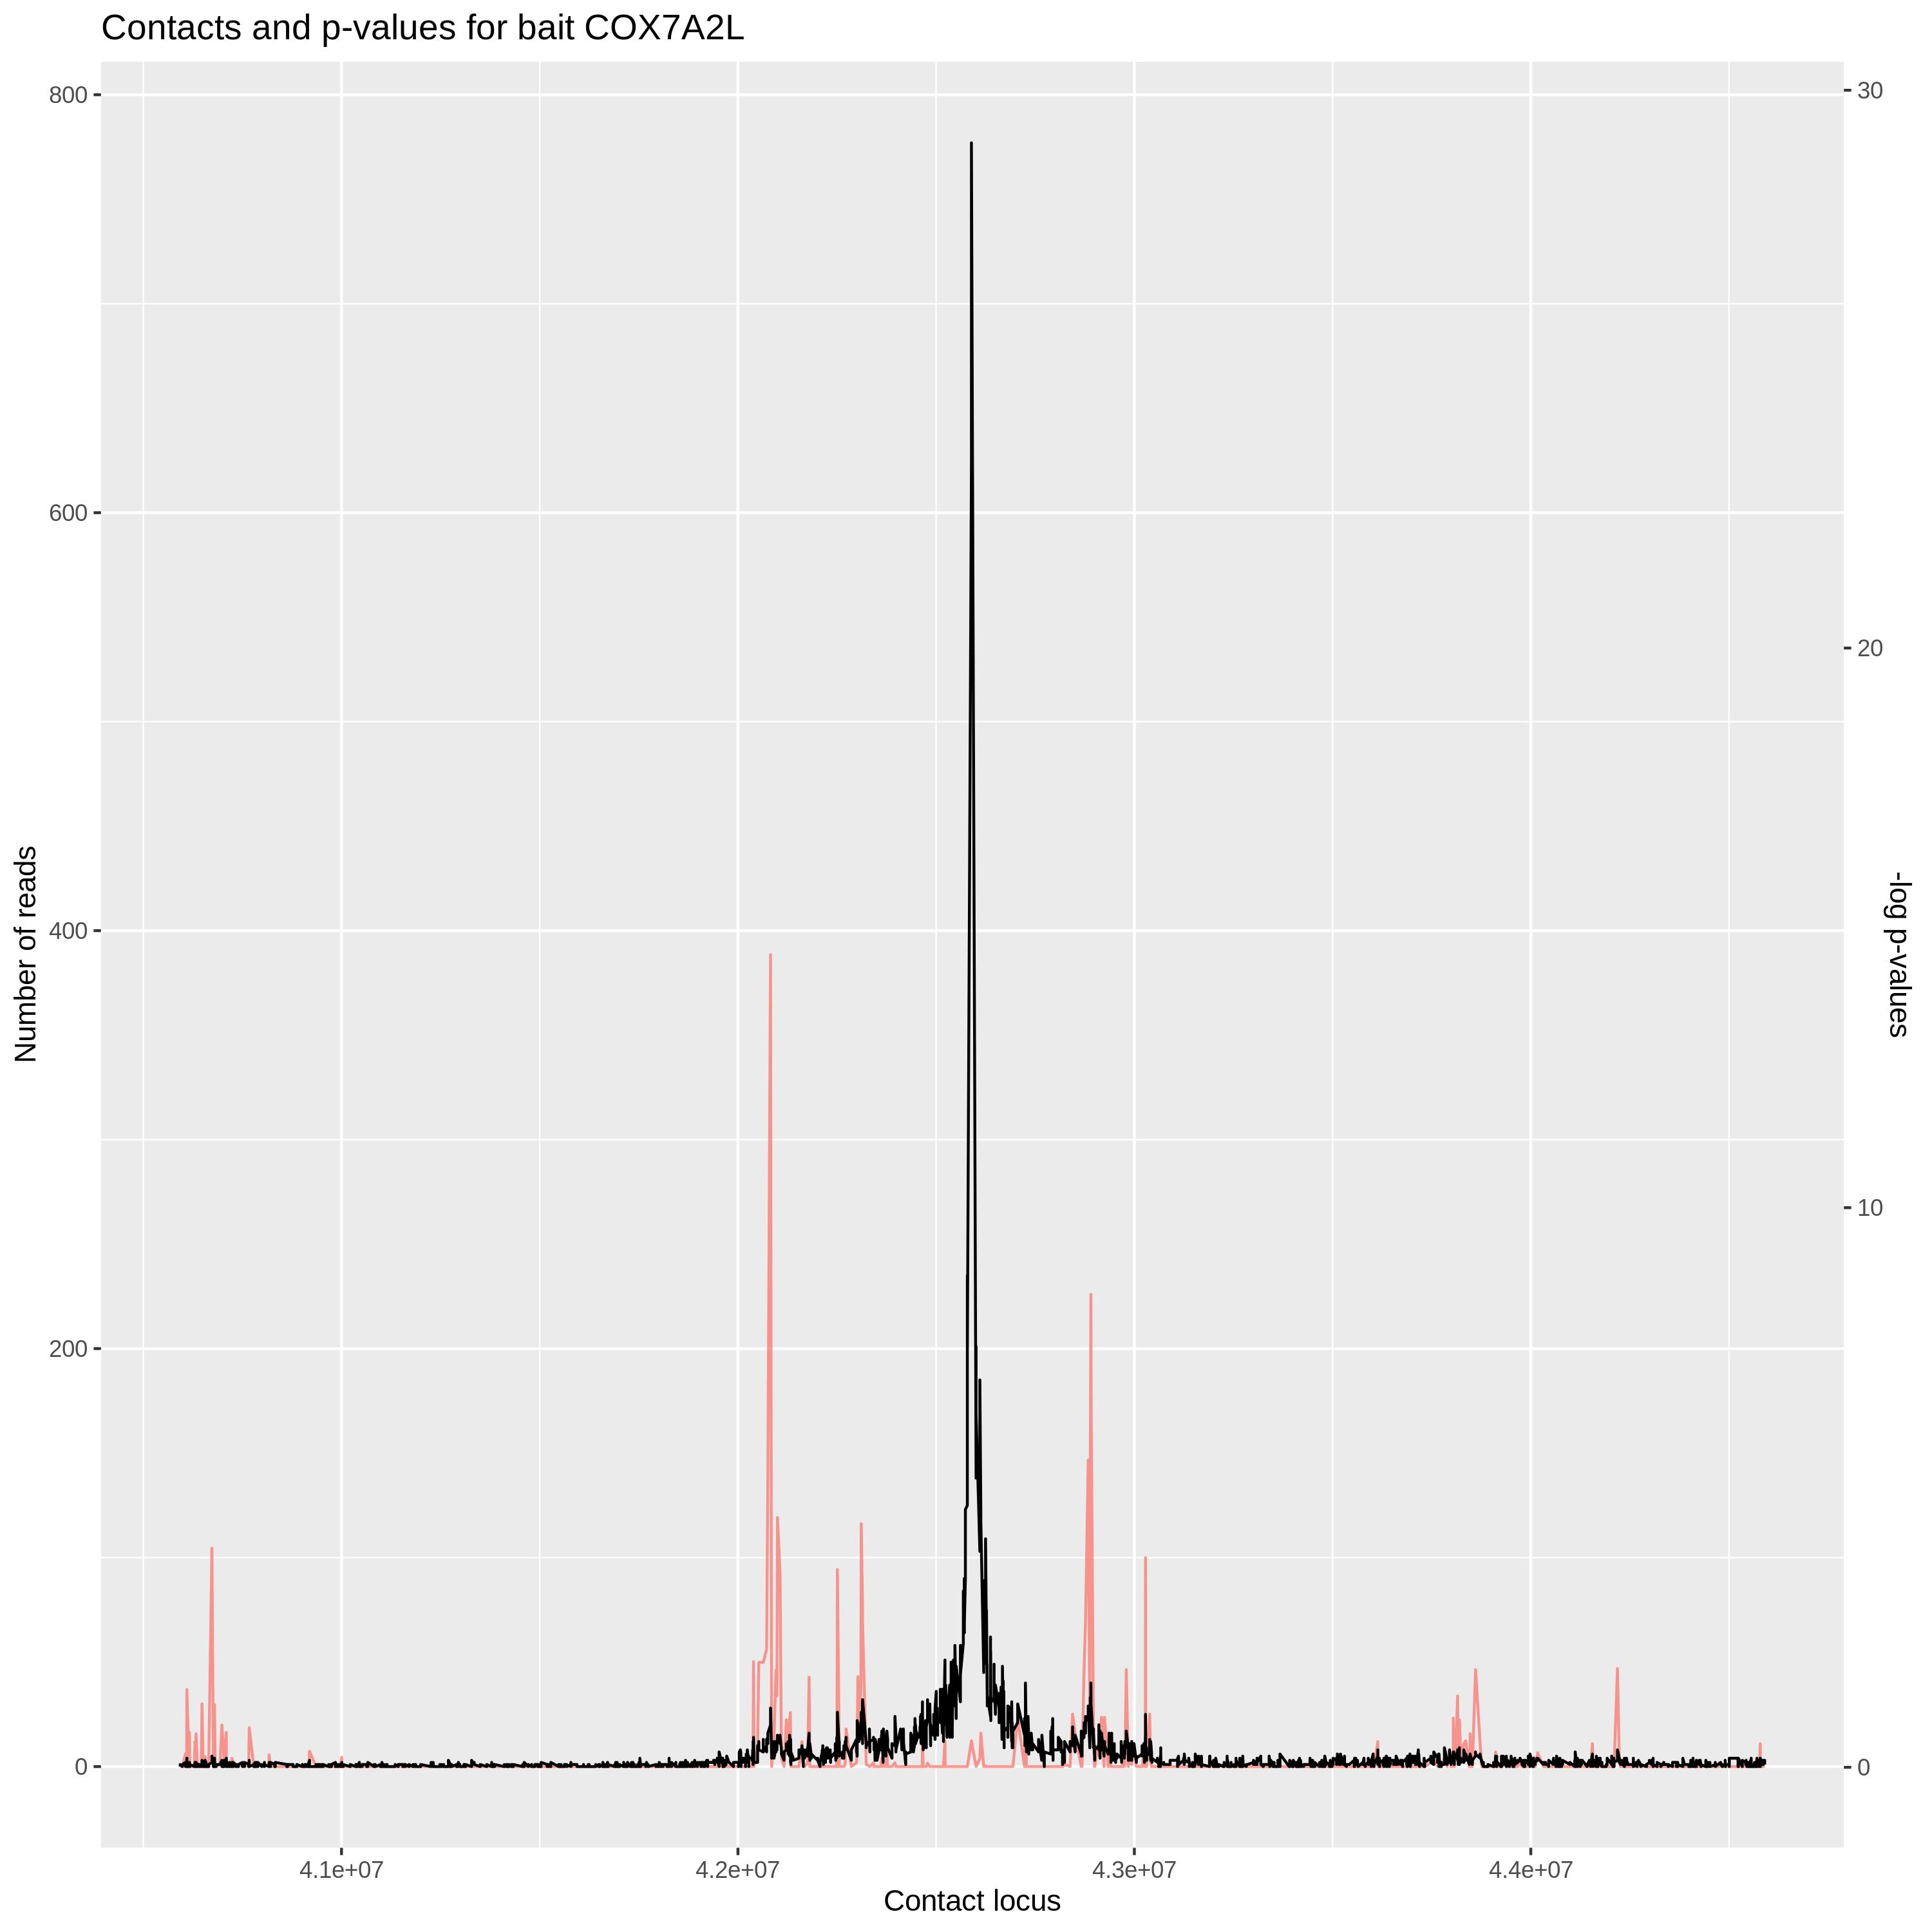 Contacts and p-values for bait COX7A2L
800
600
400
200
0
30
20
10
0
Number of reads
-log p-values
4.1e+07
4.2e+07
4.3e+07
4.4e+07
Contact locus